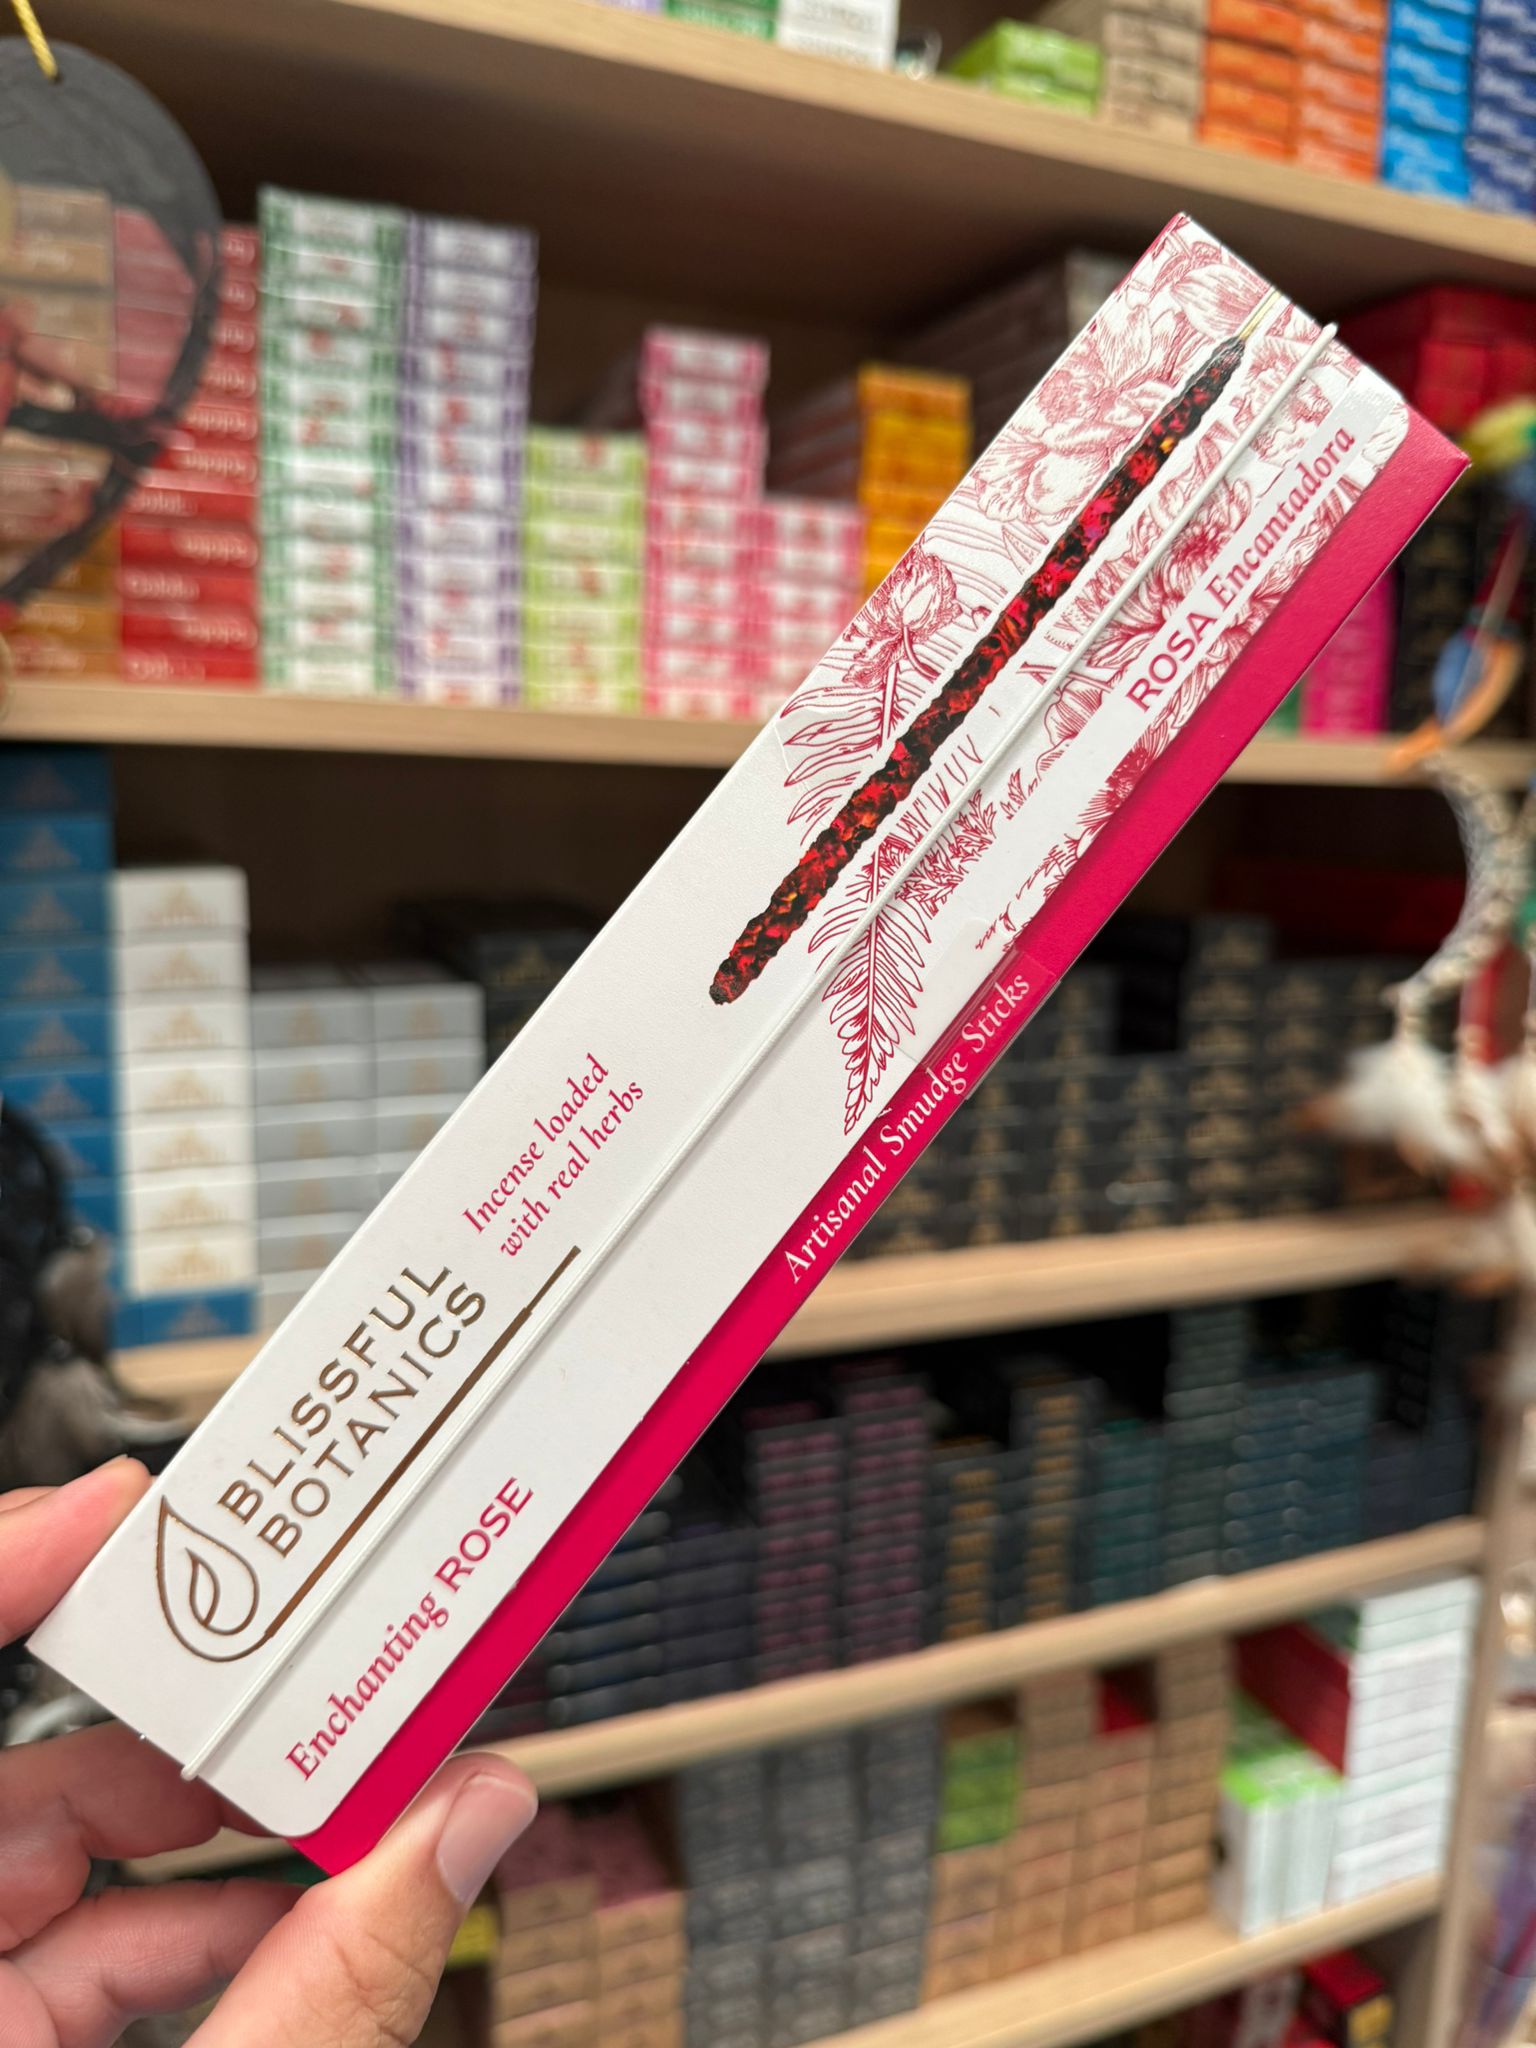 BLISSFUL
BOTANICS
Incense loaded
with real herbs
Enchanting ROSE
ROSA Encantadora
Artisanal Smudge Sticks